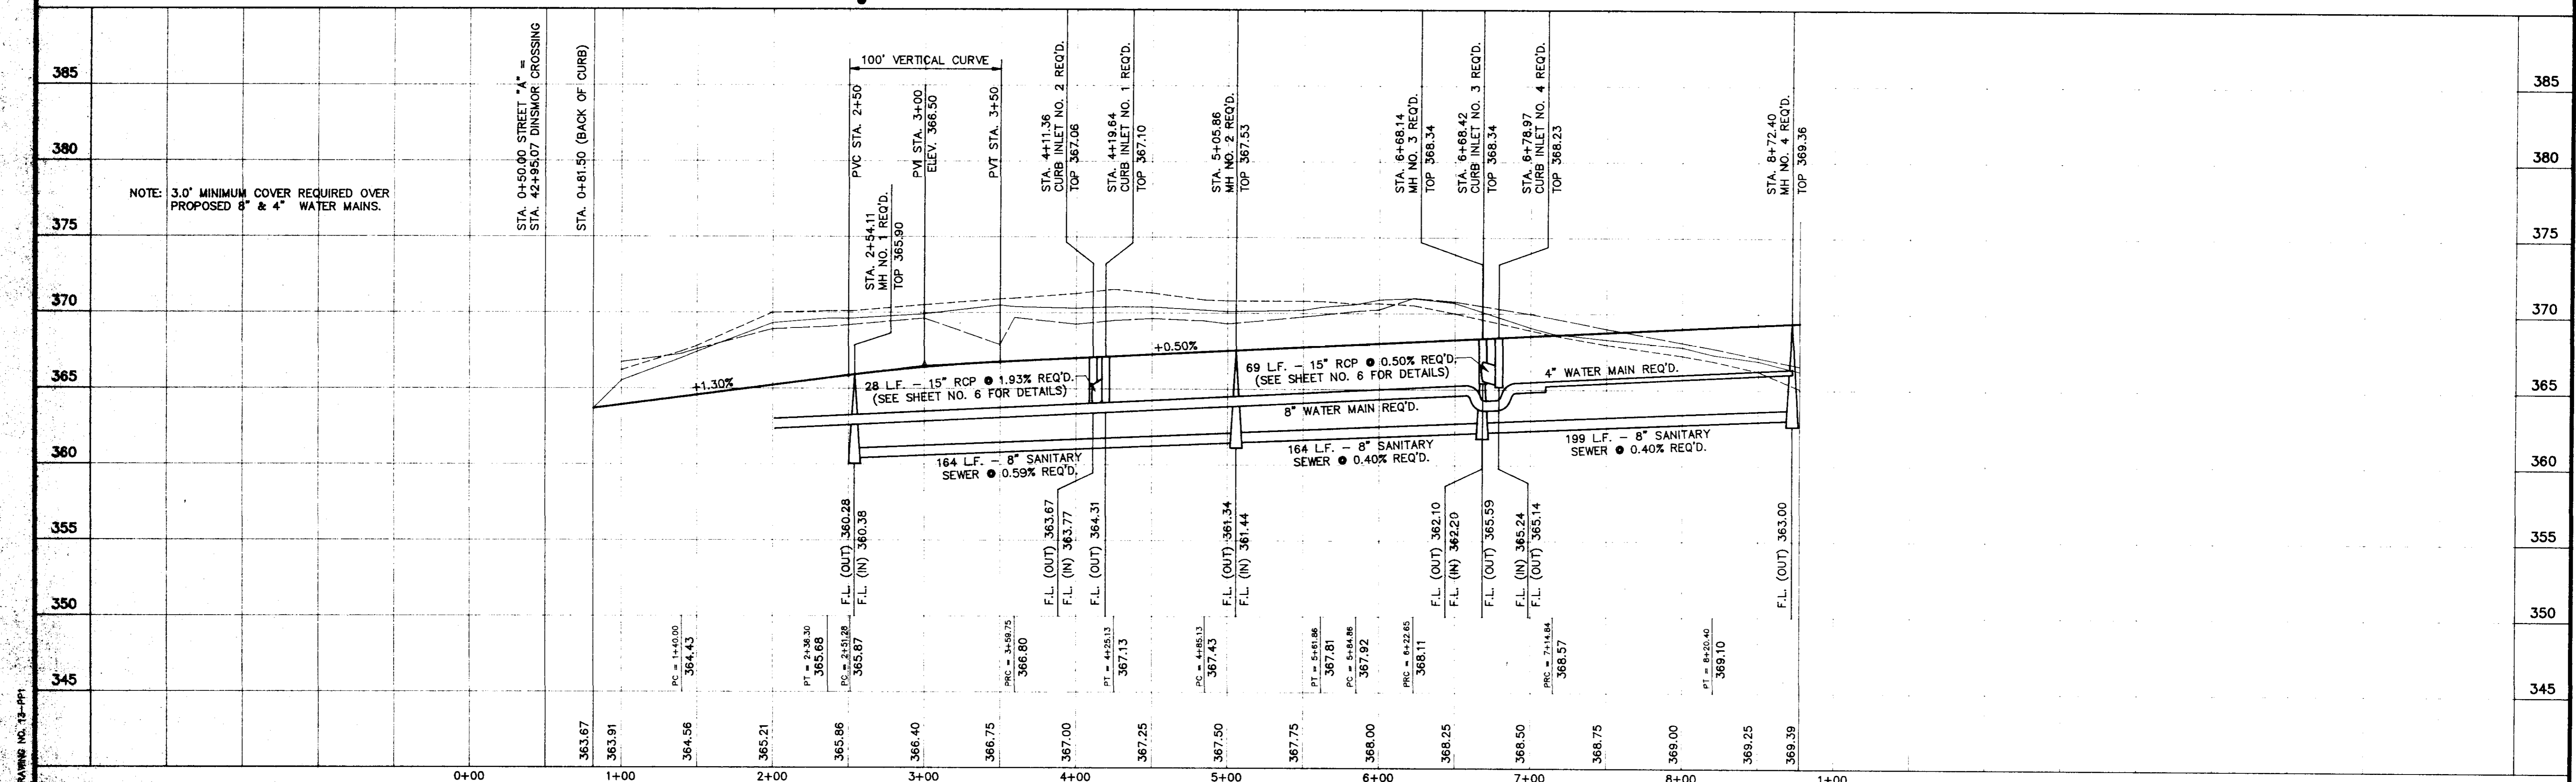 385
380
375
370
365
360
355
350
345
NOTE: 3.0' MINIMUM COVER REQUIRED OVER
PROPOSED 8" & 4" WATER MAINS.
STA. 0+50.00 STREET "A" =
STA. 42+95.07 DINSMOR CROSSING
STA. 0+81.50 (BACK OF CURB)
100' VERTICAL CURVE
PVC STA. 2+50
STA. 2+54.11
MH NO. 1 REQ'D.
TOP 365.90
PVI STA. 3+00
ELEV. 366.50
PVT STA. 3+50
STA. 4+11.36
CURB INLET NO. 2 REQ'D.
TOP 367.06
STA. 4+19.64
CURB INLET NO. 1 REQ'D.
TOP 367.10
STA. 5+05.86
MH NO. 2 REQ'D.
TOP 367.53
STA. 6+68.14
MH NO. 3 REQ'D.
TOP 368.34
STA. 6+68.42
CURB INLET NO. 3 REQ'D.
TOP 368.34
STA. 6+78.97
CURB INLET NO. 4 REQ'D.
TOP 368.23
STA. 8+72.40
MH NO. 4 REQ'D.
TOP 369.36
385
380
375
370
365
360
355
350
345
+1.30%
+0.50%
28 L.F. - 15" RCP @ 1.93% REQ'D.
(SEE SHEET NO. 6 FOR DETAILS)
69 L.F. - 15" RCP @ 0.50% REQ'D.
(SEE SHEET NO. 6 FOR DETAILS)
4" WATER MAIN REQ'D.
8" WATER MAIN REQ'D.
164 L.F. - 8" SANITARY
SEWER @ 0.59% REQ'D.
164 L.F. - 8" SANITARY
SEWER @ 0.40% REQ'D.
199 L.F. - 8" SANITARY
SEWER @ 0.40% REQ'D.
F.L. (OUT) 360.28
F.L. (IN) 360.38
F.L. (OUT) 363.67
F.L. (IN) 363.77
F.L. (OUT) 364.31
F.L. (OUT) 361.34
F.L. (IN) 361.44
F.L. (OUT) 362.10
F.L. (IN) 362.20
F.L. (OUT) 365.59
F.L. (IN) 365.24
F.L. (OUT) 365.14
F.L. (OUT) 363.00
PC = 1+40.00
364.43
PT = 2+36.30
365.68
PC = 2+51.28
365.87
PRC = 3+59.75
366.80
PT = 4+25.13
367.13
PC = 4+85.13
367.43
PT = 5+61.86
367.81
PC = 5+84.86
367.92
PRC = 6+22.65
368.11
PRC = 7+14.84
368.57
PT = 8+20.40
369.10
363.67
363.91
364.56
365.21
365.86
366.40
366.75
367.00
367.25
367.50
367.75
368.00
368.25
368.50
368.75
369.00
369.25
369.39
0+00
1+00
2+00
3+00
4+00
5+00
6+00
7+00
8+00
1+00
RAWING NO. 13-PP1